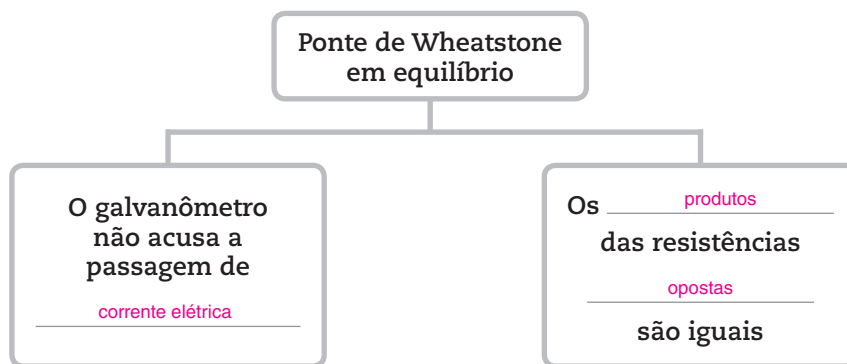 Ponte de Wheatstone
em equilíbrio
O galvanômetro
não acusa a
passagem de
corrente elétrica
Os produtos
das resistências
opostas
são iguais